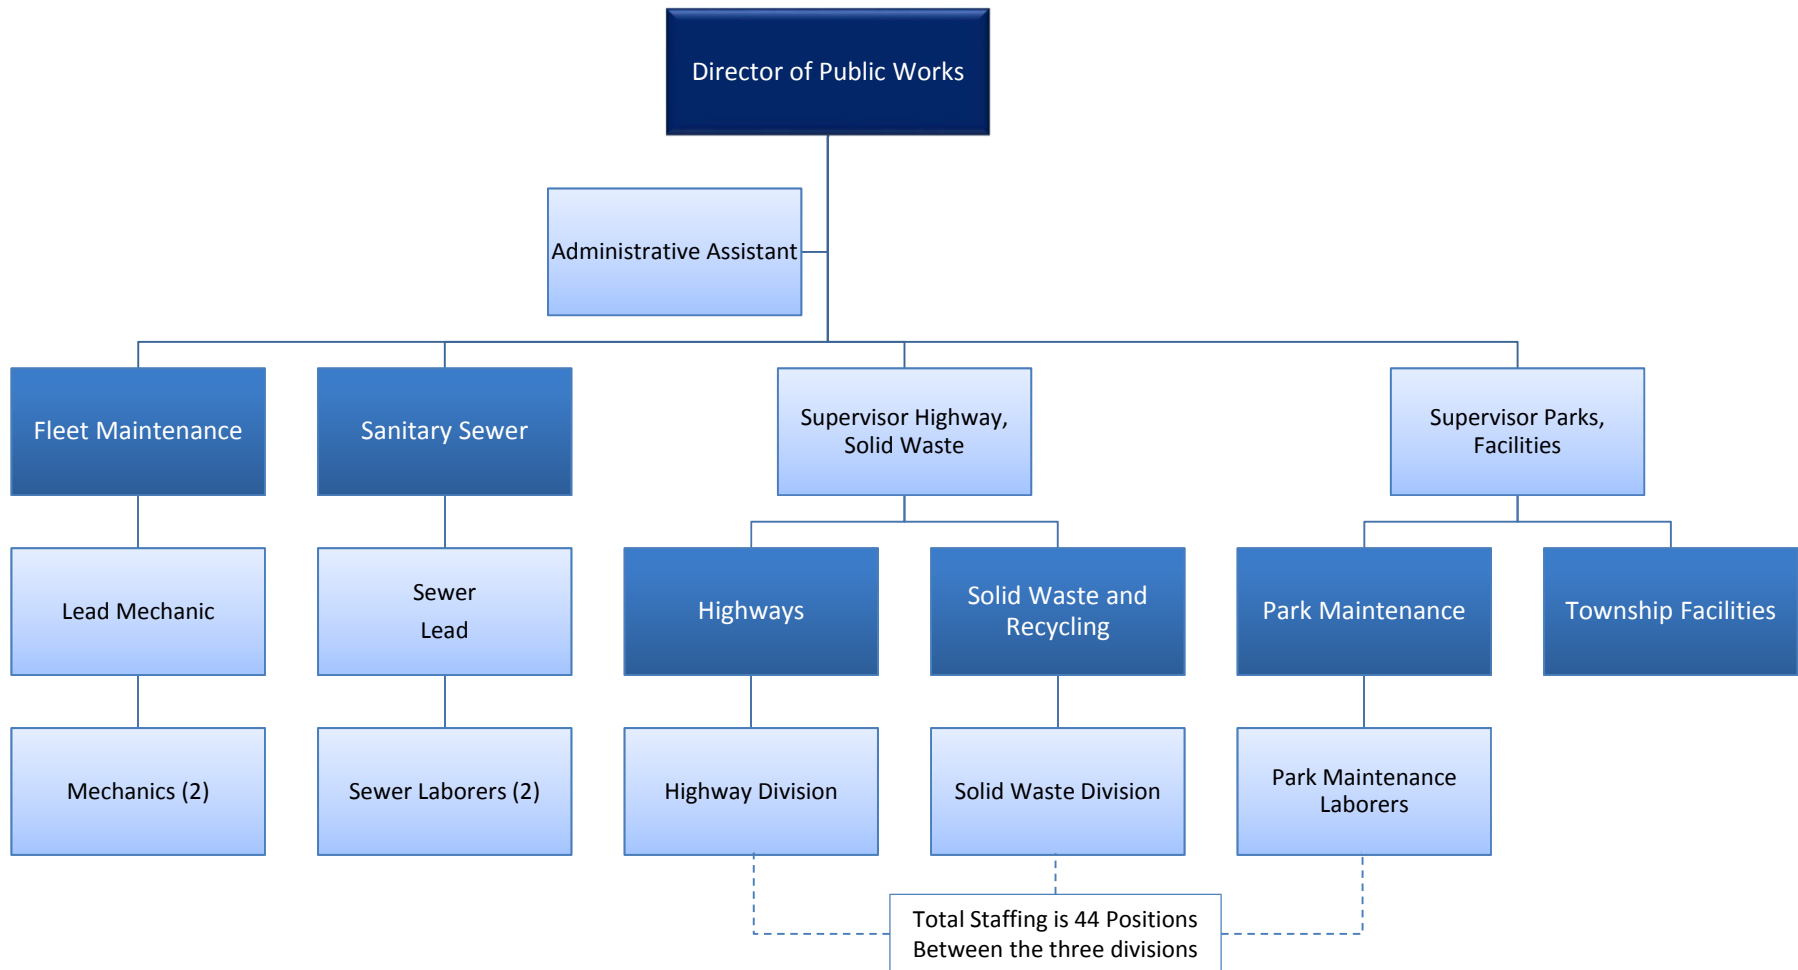 Director of Public Works
Administrative Assistant
Fleet Maintenance
Sanitary Sewer
Supervisor Highway,
Solid Waste
Supervisor Parks,
Facilities
Lead Mechanic
Sewer
Lead
Highways
Solid Waste and
Recycling
Park Maintenance
Township Facilities
Mechanics (2)
Sewer Laborers (2)
Highway Division
Solid Waste Division
Park Maintenance
Laborers
Total Staffing is 44 Positions
Between the three divisions